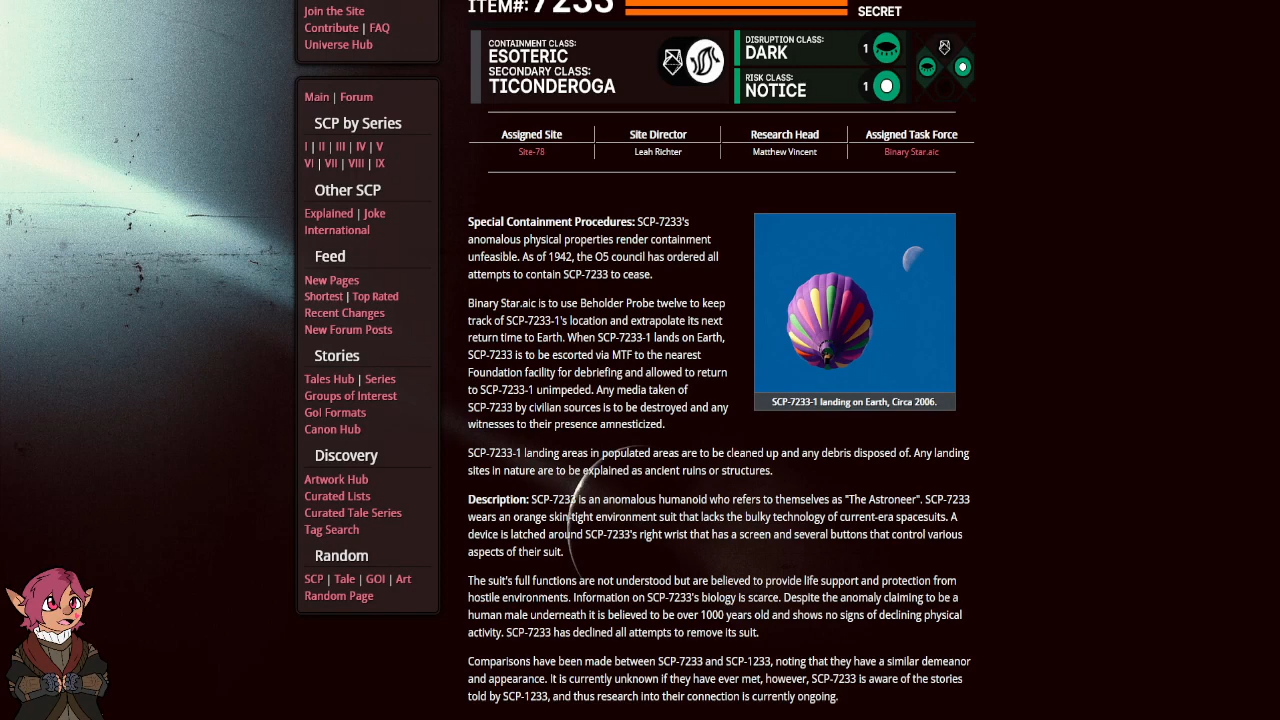 Join the Site
Contribute | FAQ
Universe Hub
Main | Forum
SCP by Series
I | II | III | IV | V
VI | VII | VIII | IX
Other SCP
Explained | Joke
International
Feed
New Pages
Shortest | Top Rated
Recent Changes
New Forum Posts
Stories
Tales Hub | Series
Groups of Interest
GoI Formats
Canon Hub
Discovery
Artwork Hub
Curated Lists
Curated Tale Series
Tag Search
Random
SCP | Tale | GOI | Art
Random Page
ITEM#: 7233
SECRET
CONTAINMENT CLASS:
ESOTERIC
SECONDARY CLASS:
TICONDEROGA
DISRUPTION CLASS:
DARK
1
RISK CLASS:
NOTICE
1
Assigned Site Site Director Research Head Assigned Task Force
Site-78 Leah Richter Matthew Vincent Binary Star.aic
Special Containment Procedures: SCP-7233's
anomalous physical properties render containment
unfeasible. As of 1942, the O5 council has ordered all
attempts to contain SCP-7233 to cease.
Binary Star.aic is to use Beholder Probe twelve to keep
track of SCP-7233-1's location and extrapolate its next
return time to Earth. When SCP-7233-1 lands on Earth,
SCP-7233 is to be escorted via MTF to the nearest
Foundation facility for debriefing and allowed to return
to SCP-7233-1 unimpeded. Any media taken of
SCP-7233 by civilian sources is to be destroyed and any
witnesses to their presence amnesticized.
SCP-7233-1 landing on Earth, Circa 2006.
SCP-7233-1 landing areas in populated areas are to be cleaned up and any debris disposed of. Any landing
sites in nature are to be explained as ancient ruins or structures.
Description: SCP-7233 is an anomalous humanoid who refers to themselves as "The Astroneer". SCP-7233
wears an orange skin-tight environment suit that lacks the bulky technology of current-era spacesuits. A
device is latched around SCP-7233's right wrist that has a screen and several buttons that control various
aspects of their suit.
The suit's full functions are not understood but are believed to provide life support and protection from
hostile environments. Information on SCP-7233's biology is scarce. Despite the anomaly claiming to be a
human male underneath it is believed to be over 1000 years old and shows no signs of declining physical
activity. SCP-7233 has declined all attempts to remove its suit.
Comparisons have been made between SCP-7233 and SCP-1233, noting that they have a similar demeanor
and appearance. It is currently unknown if they have ever met, however, SCP-7233 is aware of the stories
told by SCP-1233, and thus research into their connection is currently ongoing.